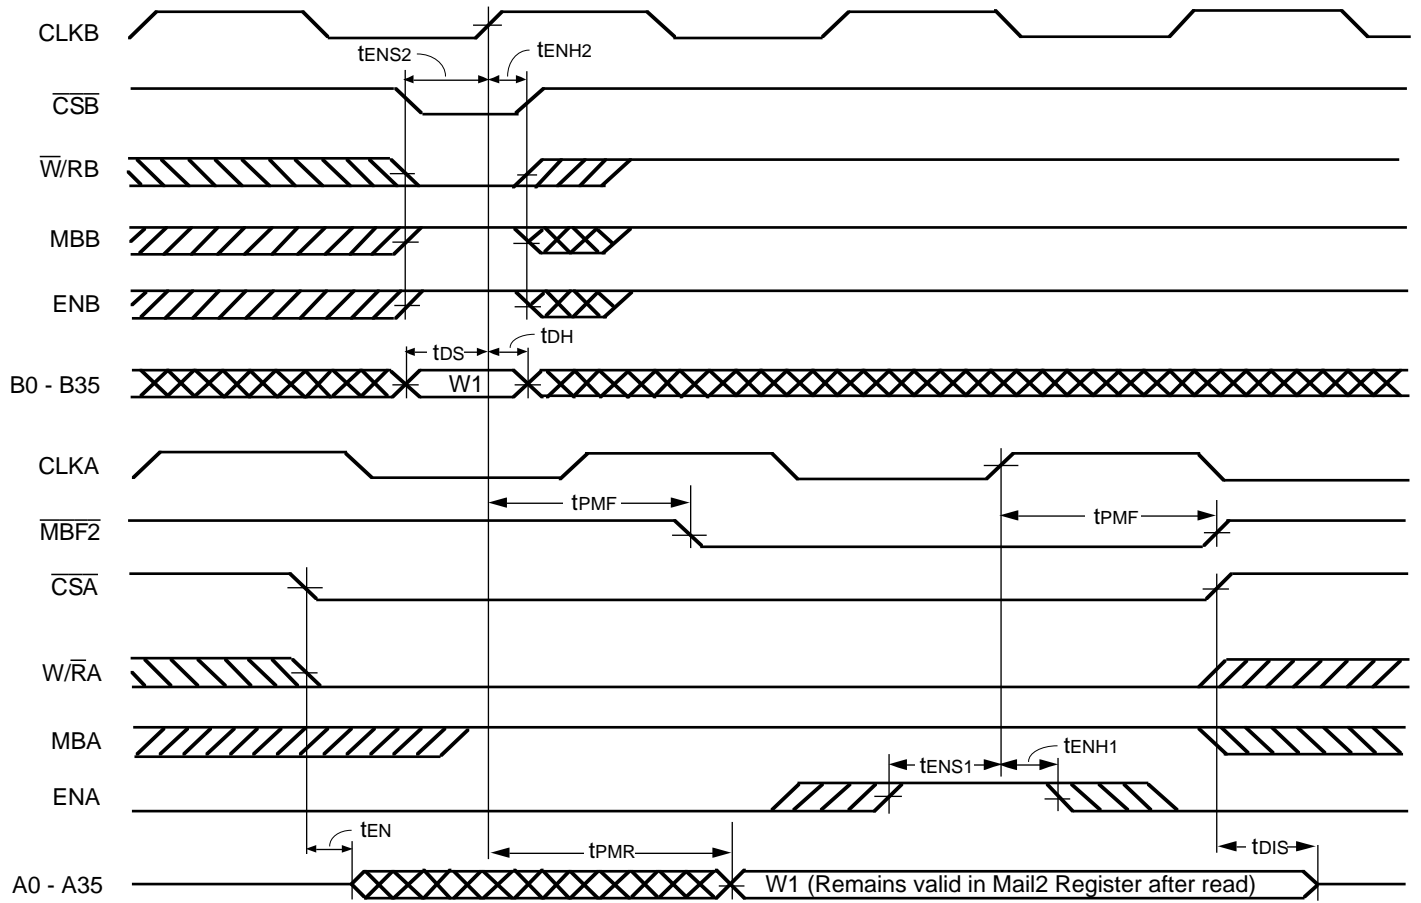 CLKB
tENS2
tENH2
CSB
W/RB
MBB
ENB
tDS
tDH
B0 - B35
W1
CLKA
tPMF
tPMF
MBF2
CSA
W/RA
MBA
tENS1
tENH1
ENA
tEN
tPMR
tDIS
A0 - A35
W1 (Remains valid in Mail2 Register after read)